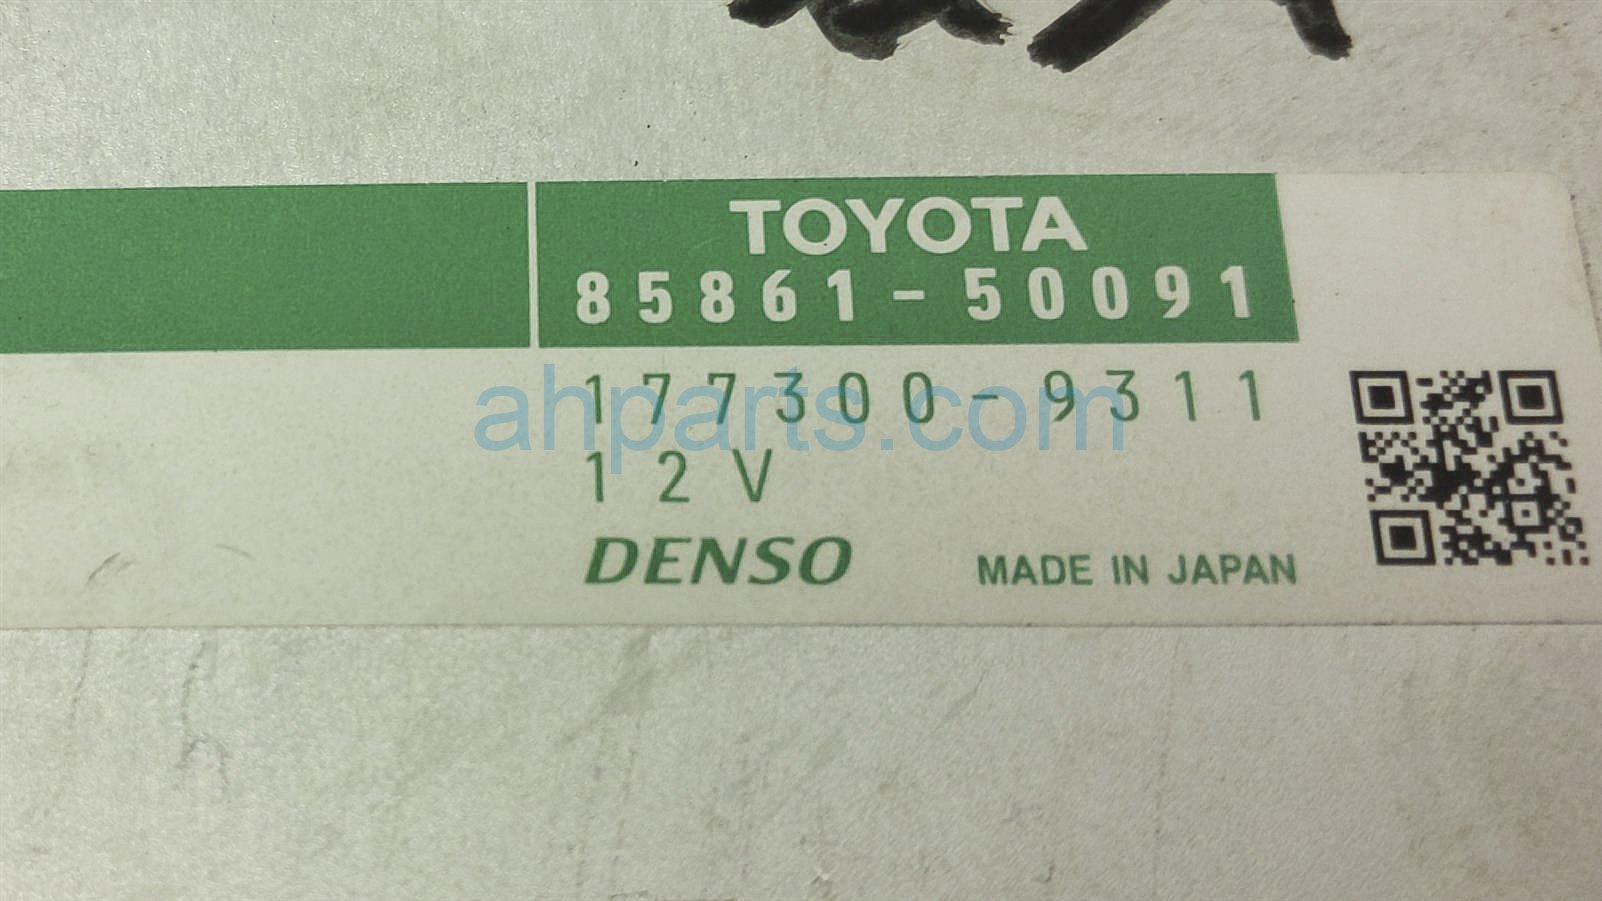 TOYOTA
85861-50091
177300-9311
ahparts.com
12V
DENSO MADE IN JAPAN